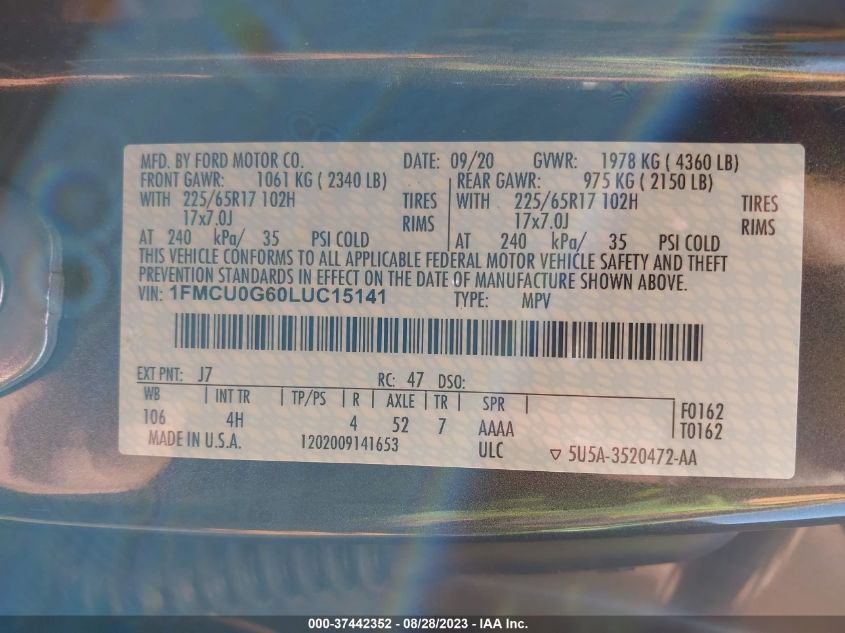 MFD. BY FORD MOTOR CO. DATE: 09/20 GVWR: 1978 KG ( 4360 LB)
FRONT GAWR: 1061 KG ( 2340 LB) REAR GAWR: 975 KG ( 2150 LB)
WITH 225/65R17 102H TIRES WITH 225/65R17 102H TIRES
17x7.0J RIMS 17x7.0J RIMS
AT 240 kPa/ 35 PSI COLD AT 240 kPa/ 35 PSI COLD
THIS VEHICLE CONFORMS TO ALL APPLICABLE FEDERAL MOTOR VEHICLE SAFETY AND THEFT
PREVENTION STANDARDS IN EFFECT ON THE DATE OF MANUFACTURE SHOWN ABOVE.
VIN: 1FMCU0G60LUC15141 TYPE: MPV
EXT PNT: J7 RC: 47 DSO:
WB INT TR TP/PS R AXLE TR SPR F0162
106 4H 4 52 7 AAAA T0162
MADE IN U.S.A. 1202009141653 ULC ▽ 5U5A-3520472-AA
000-37442352 | 08/28/2023 - IAA Inc.